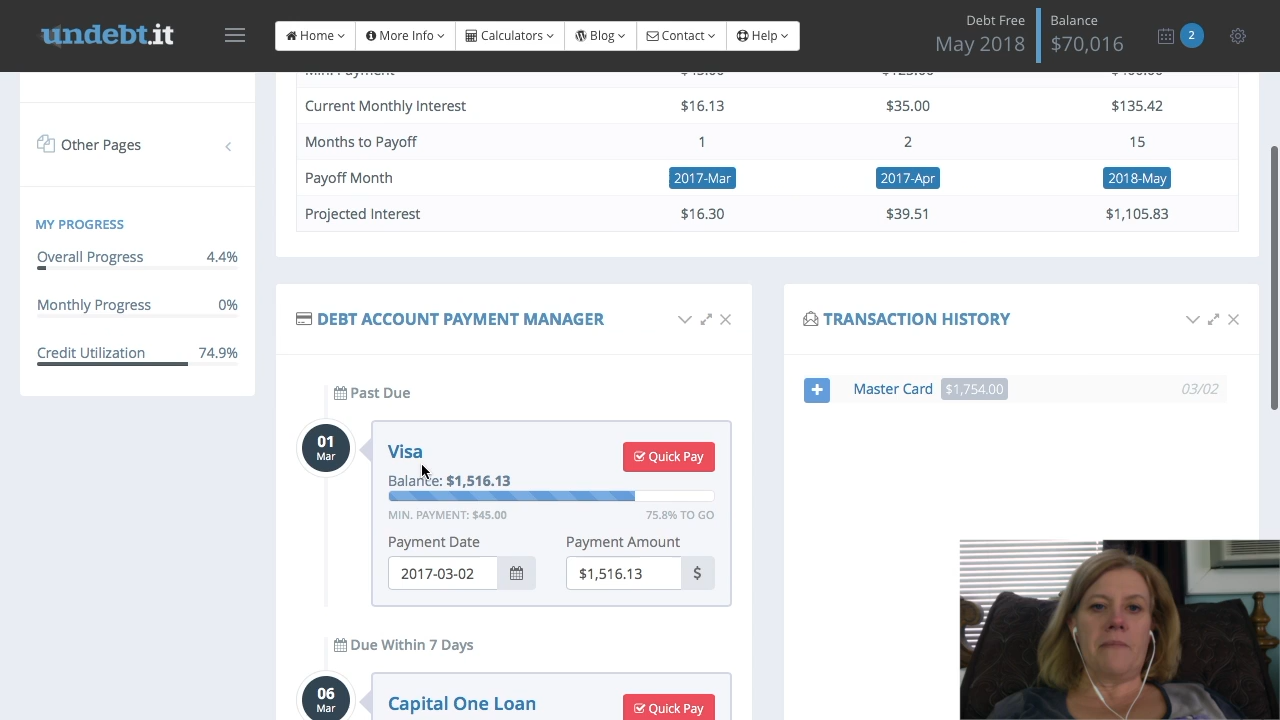 undebt.it
Home
More Info
Calculators
Blog
Contact
Help
Debt Free
May 2018
Balance
$70,016
2
Min. Payment $45.00 $125.00
Current Monthly Interest $16.13 $35.00 $135.42
Months to Payoff 1 2 15
Payoff Month 2017-Mar 2017-Apr 2018-May
Projected Interest $16.30 $39.51 $1,105.83
Other Pages
MY PROGRESS
Overall Progress 4.4%
Monthly Progress 0%
Credit Utilization 74.9%
DEBT ACCOUNT PAYMENT MANAGER
Past Due
01
Mar
Visa
Quick Pay
Balance: $1,516.13
MIN. PAYMENT: $45.00 75.8% TO GO
Payment Date Payment Amount
2017-03-02 $1,516.13 $
Due Within 7 Days
06
Mar
Capital One Loan
Quick Pay
TRANSACTION HISTORY
+ Master Card $1,754.00 03/02